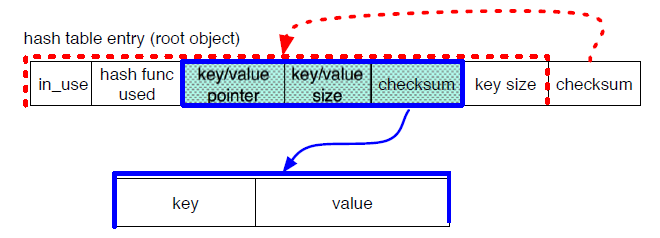 hash table entry (root object)
in_use
hash func
used
key/value
pointer
key/value
size
checksum
key size
checksum
key
value